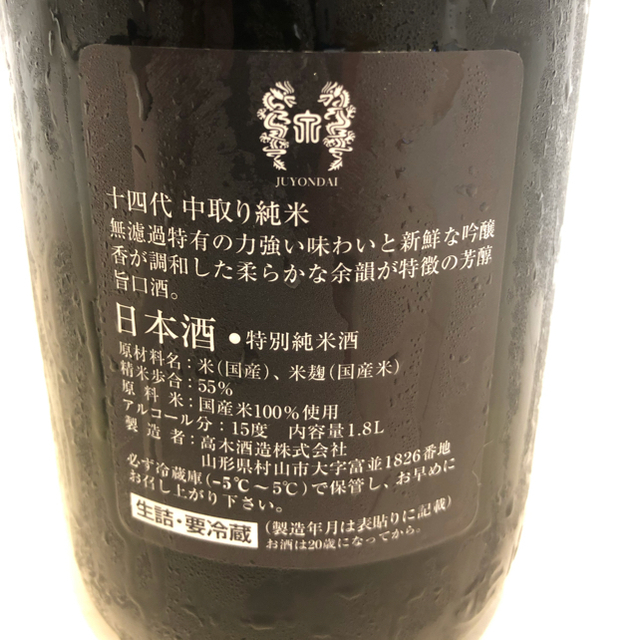 JUYONDAI
十四代 中取り純米
無濾過特有の力強い味わいと新鮮な吟醸
香が調和した柔らかな余韻が特徴の芳醇
旨口酒。
日本酒●特別純米酒
原材料名：米(国産)、米麹(国産米)
精米歩合：55%
原料米：国産米100%使用
アルコール分：15度 内容量1.8L
製造者：高木酒造株式会社
山形県村山市大字富並1826番地
必ず冷蔵庫(-5℃～5℃)で保管し、お早めに
お召し上がり下さい。
生詰・要冷蔵 (製造年月は表貼りに記載)
お酒は20歳になってから。